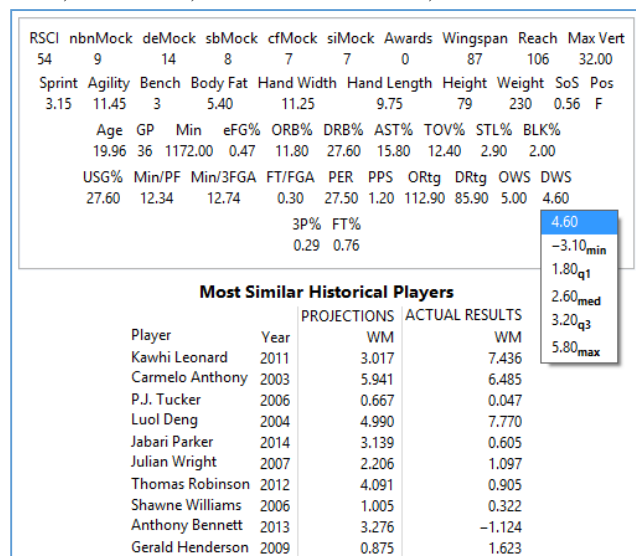 RSCI nbnMock deMock sbMock cfMock siMock Awards Wingspan Reach Max Vert
54 9 14 8 7 7 0 87 106 32.00
Sprint Agility Bench Body Fat Hand Width Hand Length Height Weight SoS Pos
3.15 11.45 3 5.40 11.25 9.75 79 230 0.56 F
Age GP Min eFG% ORB% DRB% AST% TOV% STL% BLK%
19.96 36 1172.00 0.47 11.80 27.60 15.80 12.40 2.90 2.00
USG% Min/PF Min/3FGA FT/FGA PER PPS ORtg DRtg OWS DWS
27.60 12.34 12.74 0.30 27.50 1.20 112.90 85.90 5.00 4.60
3P% FT%
0.29 0.76
4.60
−3.10min
1.80q1
2.60med
3.20q3
5.80max
Most Similar Historical Players
PROJECTIONS ACTUAL RESULTS
Player Year WM WM
Kawhi Leonard 2011 3.017 7.436
Carmelo Anthony 2003 5.941 6.485
P.J. Tucker 2006 0.667 0.047
Luol Deng 2004 4.990 7.770
Jabari Parker 2014 3.139 0.605
Julian Wright 2007 2.206 1.097
Thomas Robinson 2012 4.091 0.905
Shawne Williams 2006 1.005 0.322
Anthony Bennett 2013 3.276 −1.124
Gerald Henderson 2009 0.875 1.623